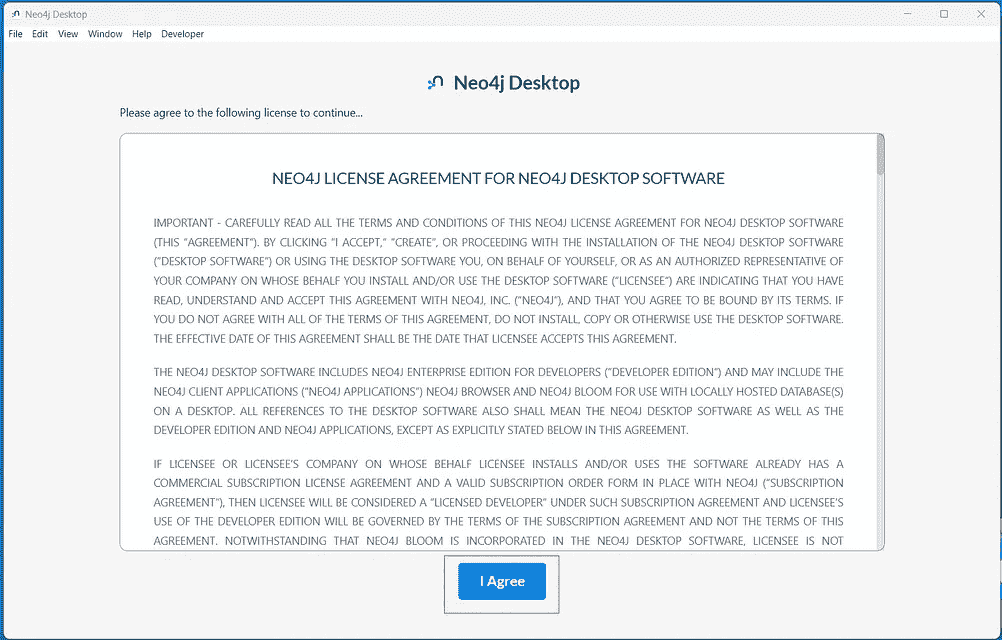 Neo4j Desktop
File Edit View Window Help Developer
Neo4j Desktop
Please agree to the following license to continue...
NEO4J LICENSE AGREEMENT FOR NEO4J DESKTOP SOFTWARE
IMPORTANT - CAREFULLY READ ALL THE TERMS AND CONDITIONS OF THIS NEO4J LICENSE AGREEMENT FOR NEO4J DESKTOP SOFTWARE
(THIS "AGREEMENT"). BY CLICKING "I ACCEPT," "CREATE", OR PROCEEDING WITH THE INSTALLATION OF THE NEO4J DESKTOP SOFTWARE
("DESKTOP SOFTWARE") OR USING THE DESKTOP SOFTWARE YOU, ON BEHALF OF YOURSELF, OR AS AN AUTHORIZED REPRESENTATIVE OF
YOUR COMPANY ON WHOSE BEHALF YOU INSTALL AND/OR USE THE DESKTOP SOFTWARE ("LICENSEE") ARE INDICATING THAT YOU HAVE
READ, UNDERSTAND AND ACCEPT THIS AGREEMENT WITH NEO4J, INC. ("NEO4J"), AND THAT YOU AGREE TO BE BOUND BY ITS TERMS. IF
YOU DO NOT AGREE WITH ALL OF THE TERMS OF THIS AGREEMENT, DO NOT INSTALL, COPY OR OTHERWISE USE THE DESKTOP SOFTWARE.
THE EFFECTIVE DATE OF THIS AGREEMENT SHALL BE THE DATE THAT LICENSEE ACCEPTS THIS AGREEMENT.
THE NEO4J DESKTOP SOFTWARE INCLUDES NEO4J ENTERPRISE EDITION FOR DEVELOPERS ("DEVELOPER EDITION") AND MAY INCLUDE THE
NEO4J CLIENT APPLICATIONS ("NEO4J APPLICATIONS") NEO4J BROWSER AND NEO4J BLOOM FOR USE WITH LOCALLY HOSTED DATABASE(S)
ON A DESKTOP. ALL REFERENCES TO THE DESKTOP SOFTWARE ALSO SHALL MEAN THE NEO4J DESKTOP SOFTWARE AS WELL AS THE
DEVELOPER EDITION AND NEO4J APPLICATIONS, EXCEPT AS EXPLICITLY STATED BELOW IN THIS AGREEMENT.
IF LICENSEE OR LICENSEE'S COMPANY ON WHOSE BEHALF LICENSEE INSTALLS AND/OR USES THE SOFTWARE ALREADY HAS A
COMMERCIAL SUBSCRIPTION LICENSE AGREEMENT AND A VALID SUBSCRIPTION ORDER FORM IN PLACE WITH NEO4J ("SUBSCRIPTION
AGREEMENT"), THEN LICENSEE WILL BE CONSIDERED A "LICENSED DEVELOPER" UNDER SUCH SUBSCRIPTION AGREEMENT AND LICENSEE'S
USE OF THE DEVELOPER EDITION WILL BE GOVERNED BY THE TERMS OF THE SUBSCRIPTION AGREEMENT AND NOT THE TERMS OF THIS
AGREEMENT. NOTWITHSTANDING THAT NEO4J BLOOM IS INCORPORATED IN THE NEO4J DESKTOP SOFTWARE, LICENSEE IS NOT
I Agree